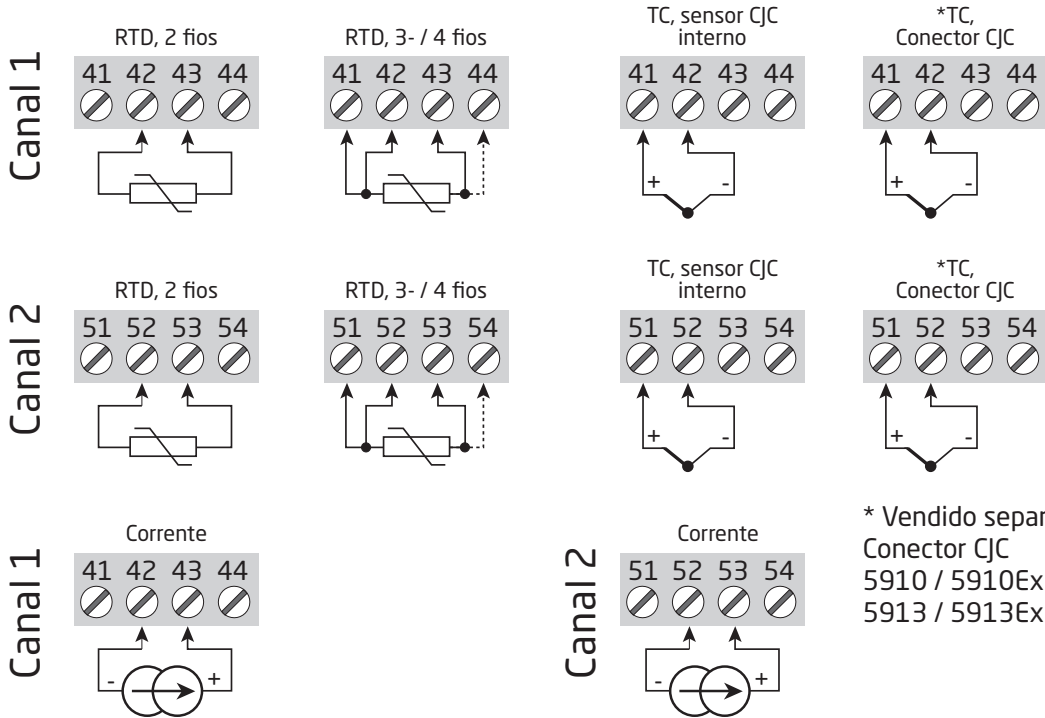 Canal 1
RTD, 2 fios
41 42 43 44
RTD, 3- / 4 fios
41 42 43 44
TC, sensor CJC
interno
41 42 43 44
+ -
*TC,
Conector CJC
41 42 43 44
+ -
Canal 2
RTD, 2 fios
51 52 53 54
RTD, 3- / 4 fios
51 52 53 54
TC, sensor CJC
interno
51 52 53 54
+ -
*TC,
Conector CJC
51 52 53 54
+ -
Canal 1
Corrente
41 42 43 44
- +
Canal 2
Corrente
51 52 53 54
- +
* Vendido separ
Conector CJC
5910 / 5910Ex
5913 / 5913Ex